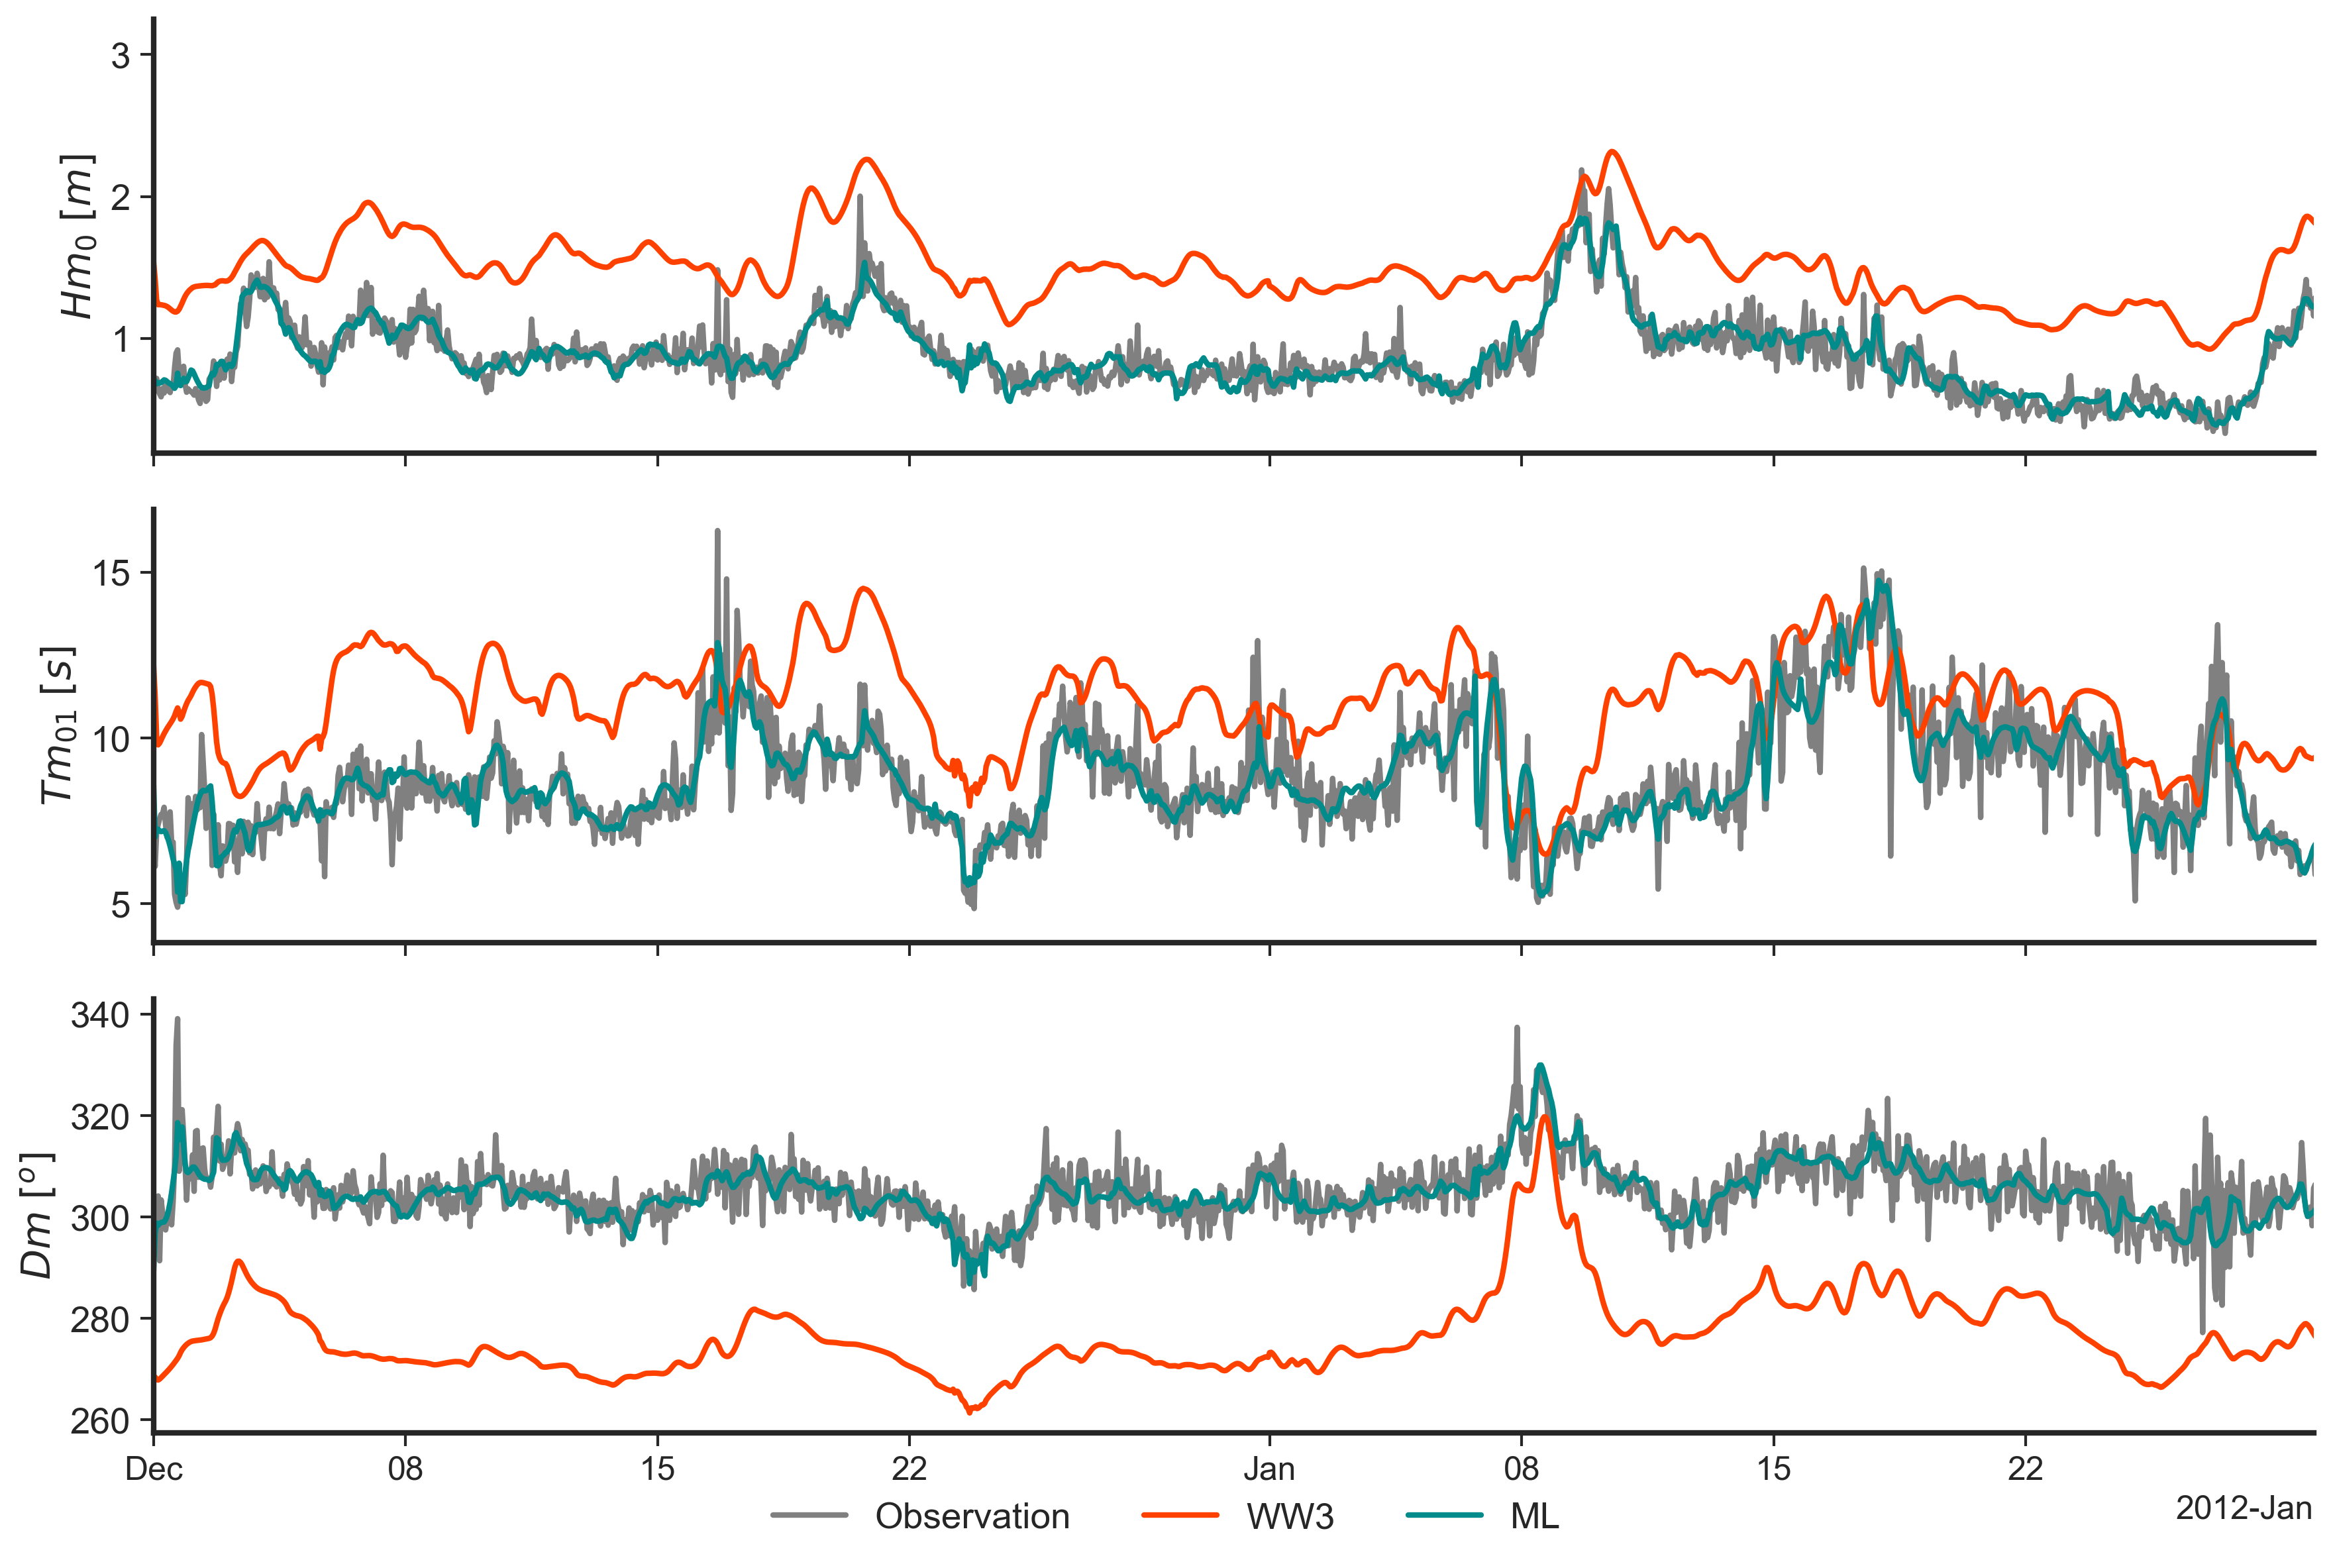 3
2
1
Hm₀ [m]
15
10
5
Tm₀₁ [s]
340
320
300
280
260
Dm [°]
Dec 08 15 22 Jan 08 15 22
2012-Jan
Observation WW3 ML